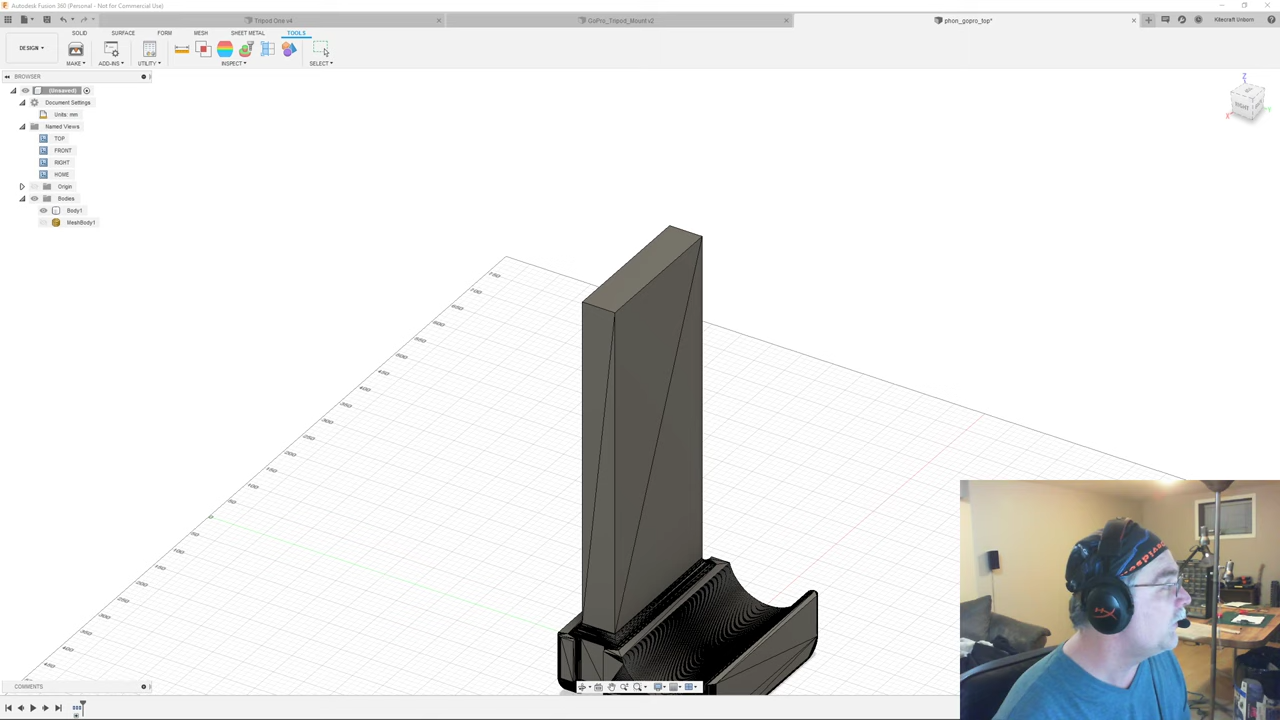 Autodesk Fusion 360 (Personal - Not for Commercial Use)
Tripod One v4
GoPro_Tripod_Mount v2
phon_gopro_top*
Kitecraft Unborn
DESIGN
SOLID
SURFACE
FORM
MESH
SHEET METAL
TOOLS
MAKE
ADD-INS
UTILITY
INSPECT
SELECT
BROWSER
(Unsaved)
Document Settings
Units: mm
Named Views
TOP
FRONT
RIGHT
HOME
Origin
Bodies
Body1
MeshBody1
Z
RIGHT
X
COMMENTS